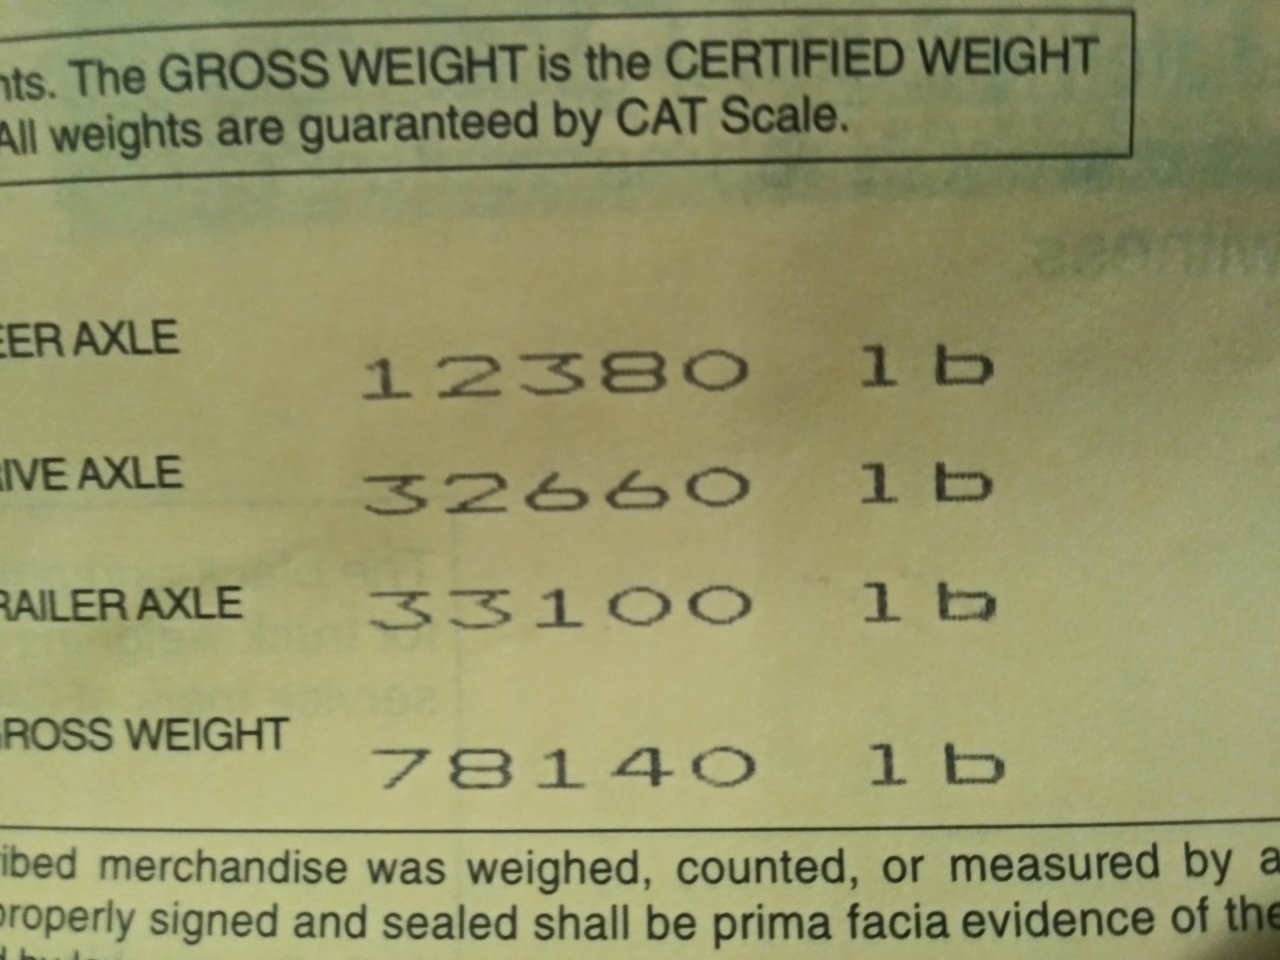 nts. The GROSS WEIGHT is the CERTIFIED WEIGHT
All weights are guaranteed by CAT Scale.
EER AXLE 12380 lb
RIVE AXLE 32660 lb
RAILER AXLE 33100 lb
GROSS WEIGHT 78140 lb
ibed merchandise was weighed, counted, or measured by a
properly signed and sealed shall be prima facia evidence of the